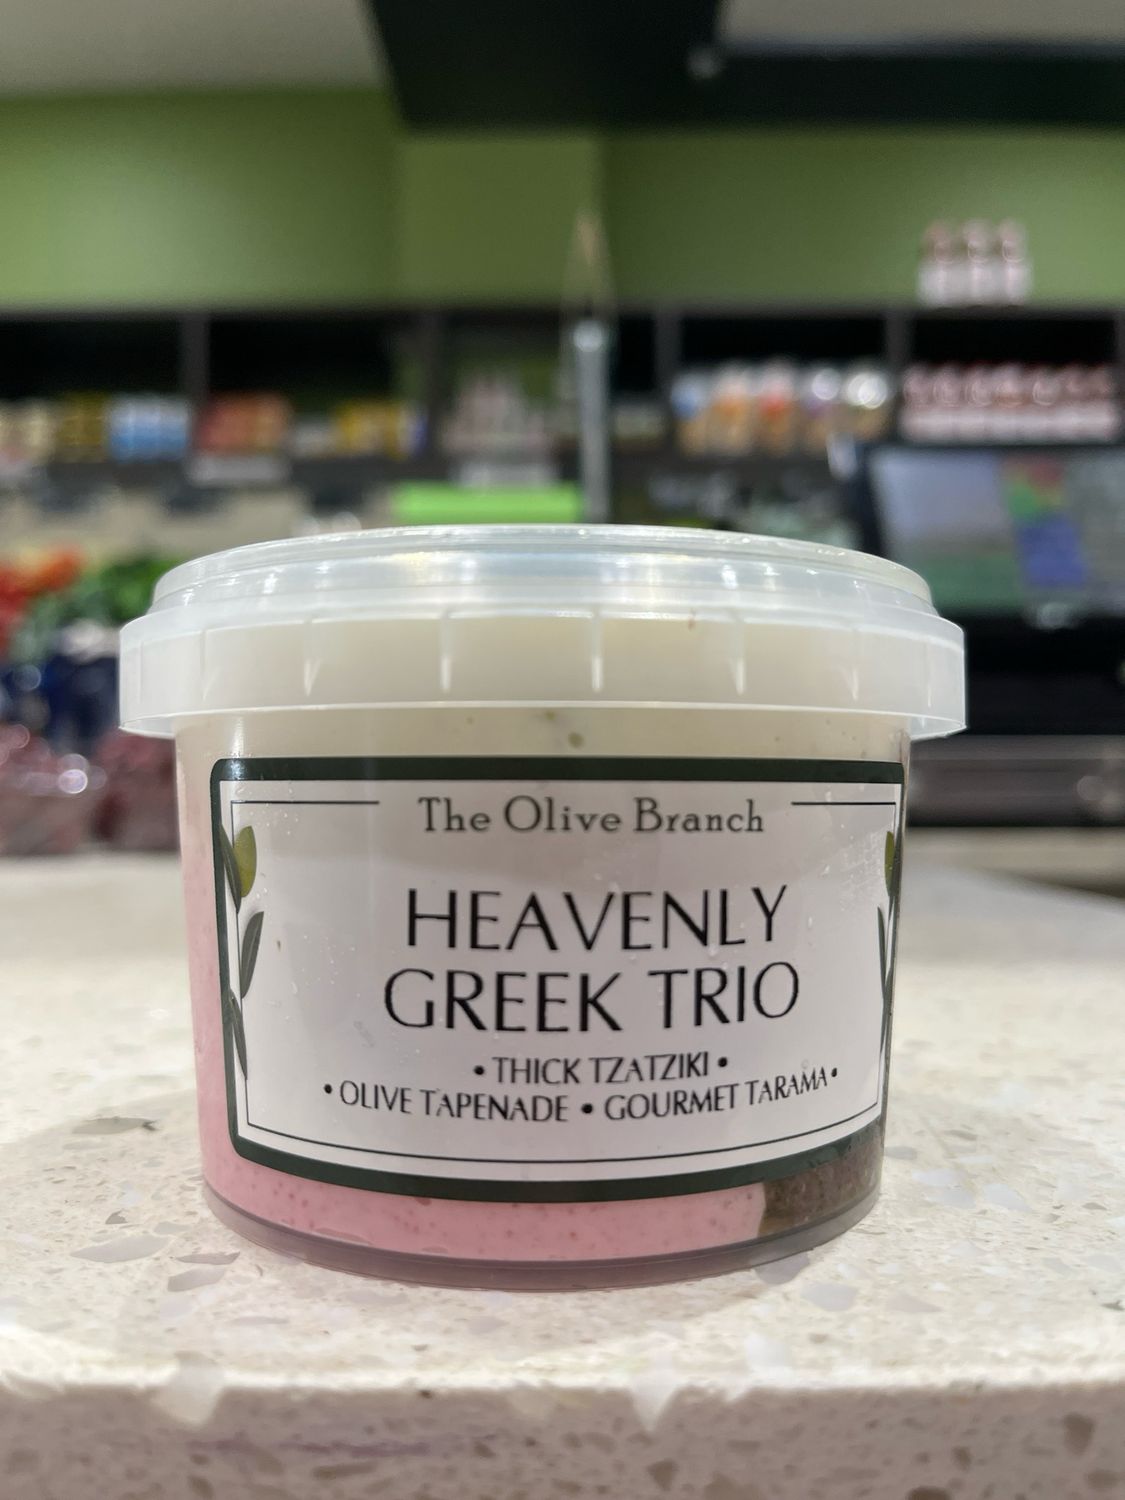 The Olive Branch
HEAVENLY
GREEK TRIO
• THICK TZATZIKI •
• OLIVE TAPENADE • GOURMET TARAMA •